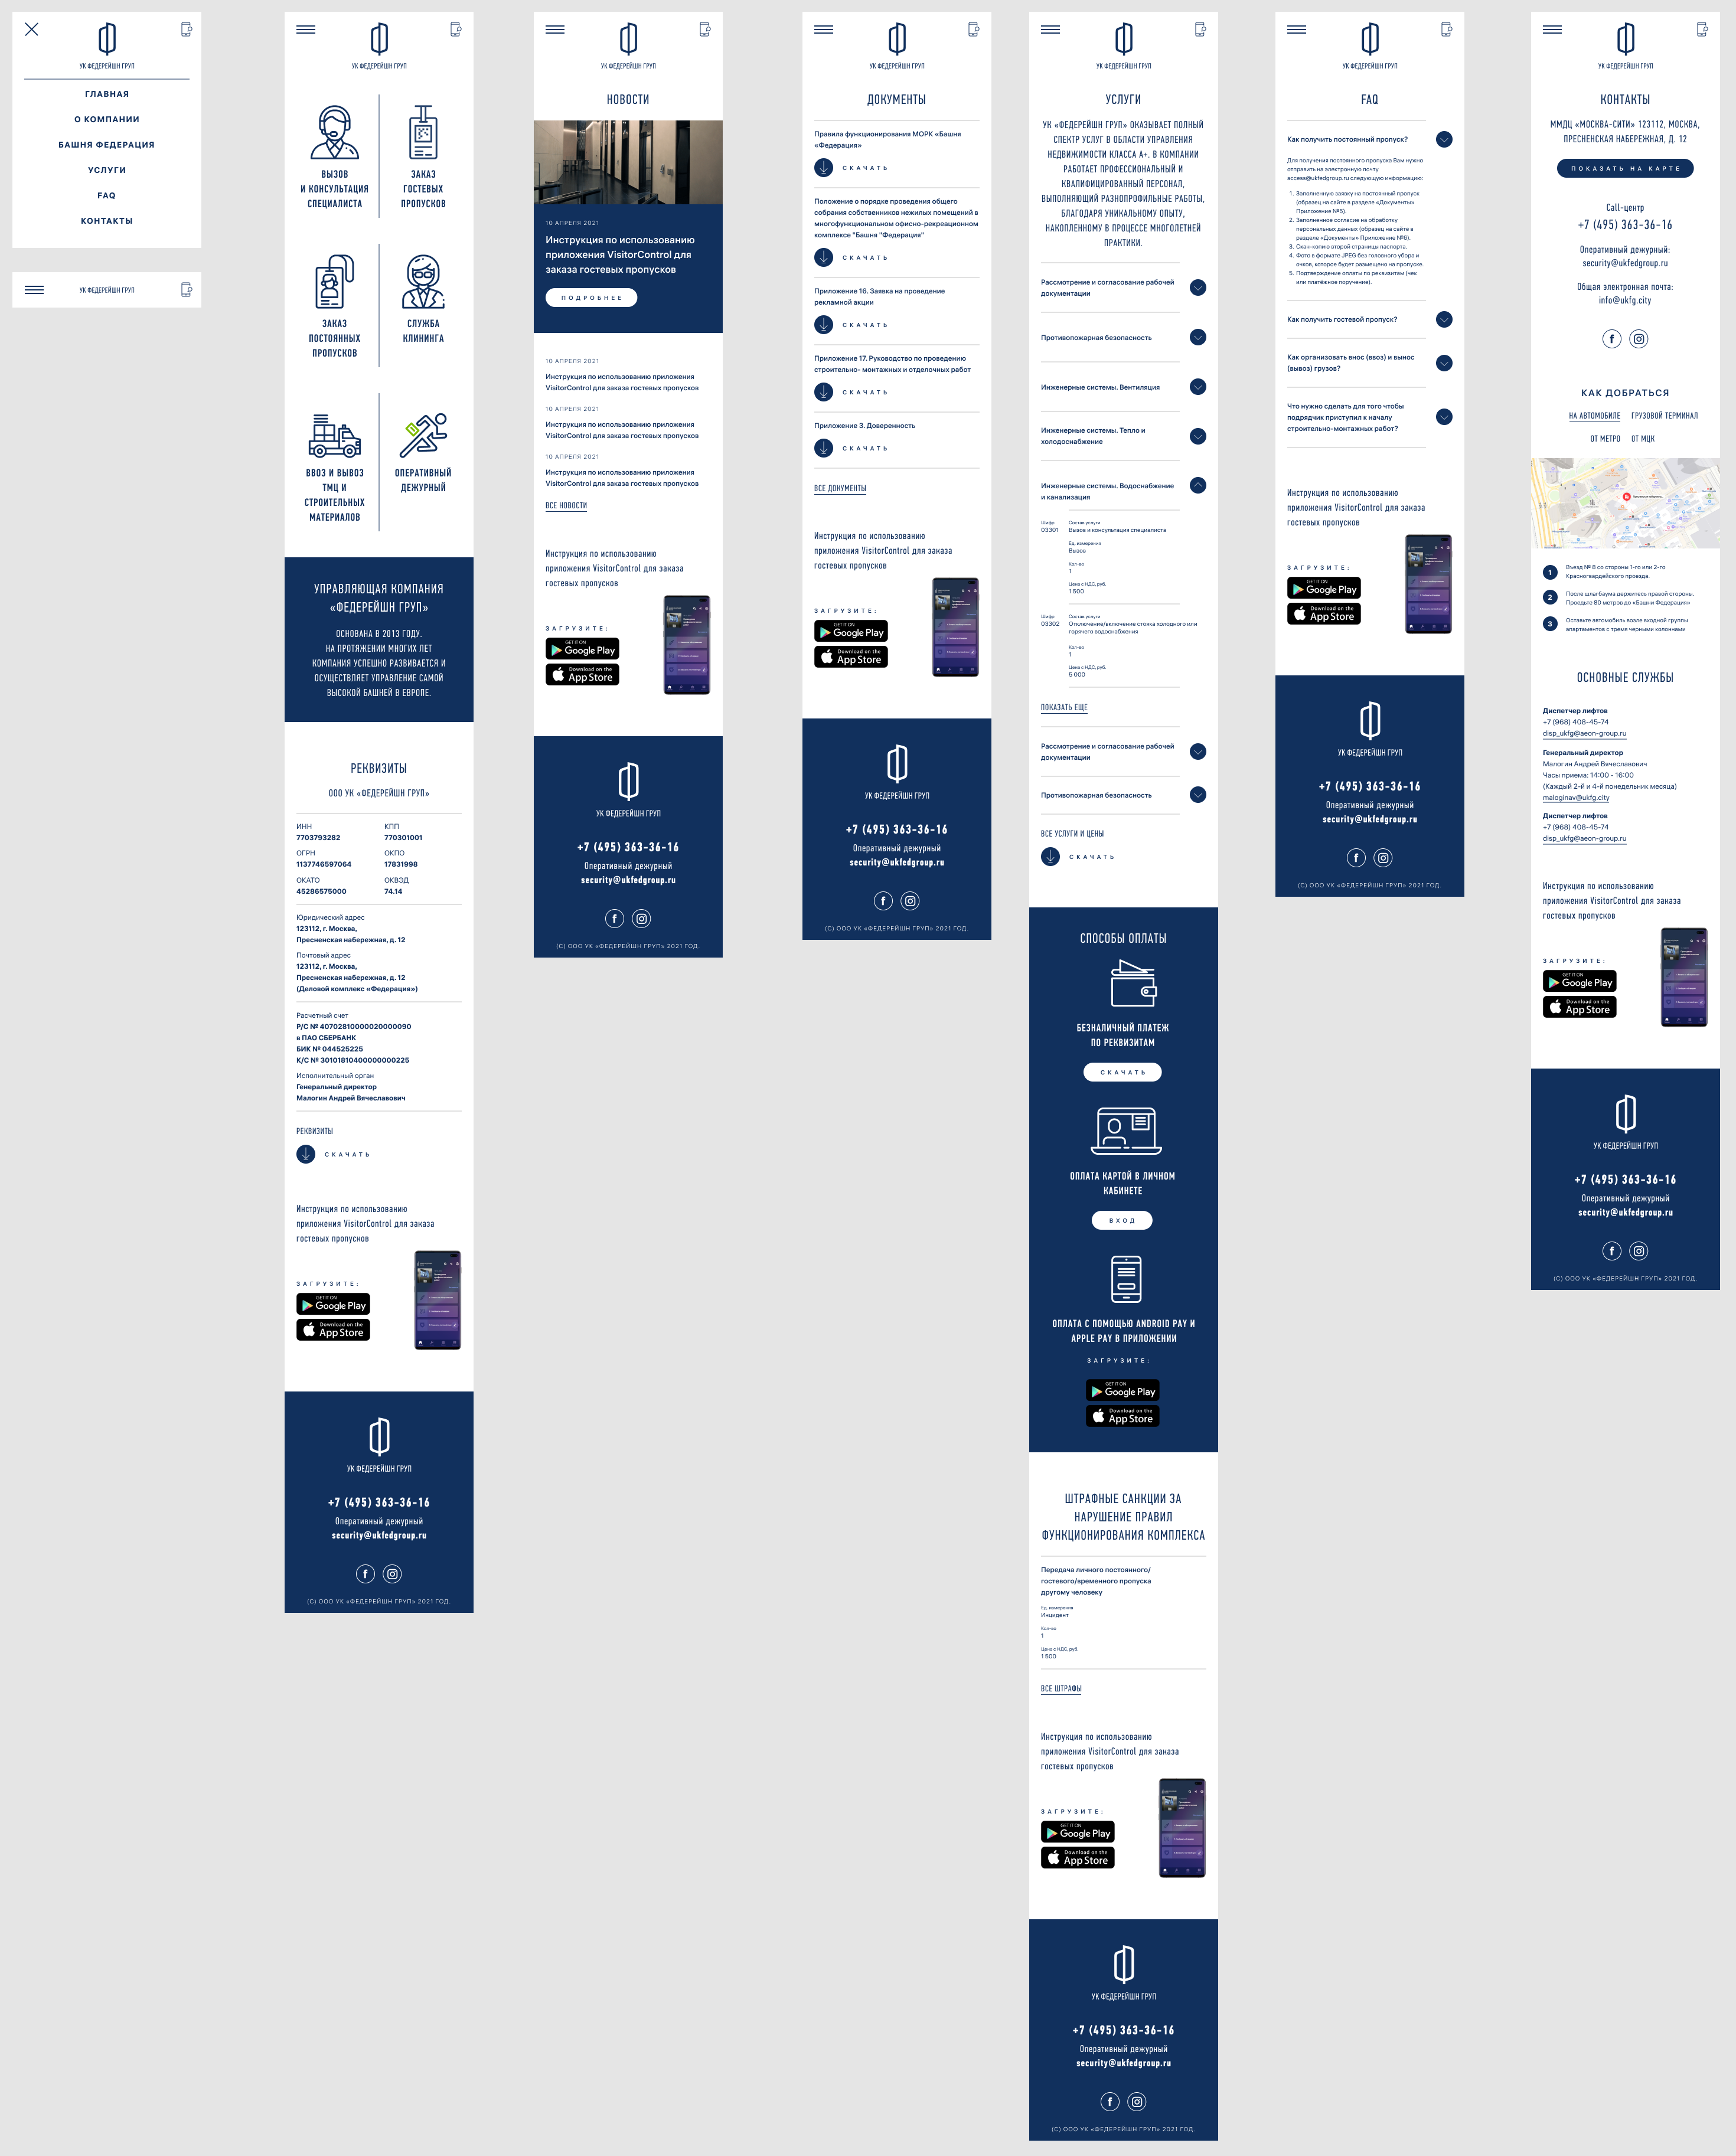 УК ФЕДЕРЕЙШН ГРУП
ГЛАВНАЯ
О КОМПАНИИ
БАШНЯ ФЕДЕРАЦИЯ
УСЛУГИ
FAQ
КОНТАКТЫ
УК ФЕДЕРЕЙШН ГРУП
УК ФЕДЕРЕЙШН ГРУП
ВЫЗОВ
И КОНСУЛЬТАЦИЯ
СПЕЦИАЛИСТА
ЗАКАЗ
ГОСТЕВЫХ
ПРОПУСКОВ
ЗАКАЗ
ПОСТОЯННЫХ
ПРОПУСКОВ
СЛУЖБА
КЛИНИНГА
ВВОЗ И ВЫВОЗ
ТМЦ И
СТРОИТЕЛЬНЫХ
МАТЕРИАЛОВ
ОПЕРАТИВНЫЙ
ДЕЖУРНЫЙ
УПРАВЛЯЮЩАЯ КОМПАНИЯ
«ФЕДЕРЕЙШН ГРУП»
ОСНОВАНА В 2013 ГОДУ.
НА ПРОТЯЖЕНИИ МНОГИХ ЛЕТ
КОМПАНИЯ УСПЕШНО РАЗВИВАЕТСЯ И
ОСУЩЕСТВЛЯЕТ УПРАВЛЕНИЕ САМОЙ
ВЫСОКОЙ БАШНЕЙ В ЕВРОПЕ.
РЕКВИЗИТЫ
ООО УК «ФЕДЕРЕЙШН ГРУП»
ИНН КПП
7703793282 770301001
ОГРН ОКПО
1137746597064 17831998
ОКАТО ОКВЭД
45286575000 74.14
Юридический адрес
123112, г. Москва,
Пресненская набережная, д. 12
Почтовый адрес
123112, г. Москва,
Пресненская набережная, д. 12
(Деловой комплекс «Федерация»)
Расчетный счет
Р/С № 40702810000020000090
в ПАО СБЕРБАНК
БИК № 044525225
К/С № 30101810400000000225
Исполнительный орган
Генеральный директор
Малогин Андрей Вячеславович
РЕКВИЗИТЫ
СКАЧАТЬ
Инструкция по использованию
приложения VisitorControl для заказа
гостевых пропусков
ЗАГРУЗИТЕ:
GET IT ON
Google Play
Download on the
App Store
УК ФЕДЕРЕЙШН ГРУП
+7 (495) 363-36-16
Оперативный дежурный
security@ukfedgroup.ru
(С) ООО УК «ФЕДЕРЕЙШН ГРУП» 2021 ГОД.
УК ФЕДЕРЕЙШН ГРУП
НОВОСТИ
10 АПРЕЛЯ 2021
Инструкция по использованию
приложения VisitorControl для
заказа гостевых пропусков
ПОДРОБНЕЕ
10 АПРЕЛЯ 2021
Инструкция по использованию приложения
VisitorControl для заказа гостевых пропусков
10 АПРЕЛЯ 2021
Инструкция по использованию приложения
VisitorControl для заказа гостевых пропусков
10 АПРЕЛЯ 2021
Инструкция по использованию приложения
VisitorControl для заказа гостевых пропусков
ВСЕ НОВОСТИ
Инструкция по использованию
приложения VisitorControl для заказа
гостевых пропусков
ЗАГРУЗИТЕ:
GET IT ON
Google Play
Download on the
App Store
УК ФЕДЕРЕЙШН ГРУП
+7 (495) 363-36-16
Оперативный дежурный
security@ukfedgroup.ru
(С) ООО УК «ФЕДЕРЕЙШН ГРУП» 2021 ГОД.
УК ФЕДЕРЕЙШН ГРУП
ДОКУМЕНТЫ
Правила функционирования МОРК «Башня
«Федерация»
СКАЧАТЬ
Положение о порядке проведения общего
собрания собственников нежилых помещений в
многофункциональном офисно-рекреационном
комплексе "Башня "Федерация"
СКАЧАТЬ
Приложение 16. Заявка на проведение
рекламной акции
СКАЧАТЬ
Приложение 17. Руководство по проведению
строительно- монтажных и отделочных работ
СКАЧАТЬ
Приложение 3. Доверенность
СКАЧАТЬ
ВСЕ ДОКУМЕНТЫ
Инструкция по использованию
приложения VisitorControl для заказа
гостевых пропусков
ЗАГРУЗИТЕ:
GET IT ON
Google Play
Download on the
App Store
УК ФЕДЕРЕЙШН ГРУП
+7 (495) 363-36-16
Оперативный дежурный
security@ukfedgroup.ru
(С) ООО УК «ФЕДЕРЕЙШН ГРУП» 2021 ГОД.
УК ФЕДЕРЕЙШН ГРУП
УСЛУГИ
УК «ФЕДЕРЕЙШН ГРУП» ОКАЗЫВАЕТ ПОЛНЫЙ
СПЕКТР УСЛУГ В ОБЛАСТИ УПРАВЛЕНИЯ
НЕДВИЖИМОСТИ КЛАССА А+. В КОМПАНИИ
РАБОТАЕТ ПРОФЕССИОНАЛЬНЫЙ И
КВАЛИФИЦИРОВАННЫЙ ПЕРСОНАЛ,
ВЫПОЛНЯЮЩИЙ РАЗНОПРОФИЛЬНЫЕ РАБОТЫ,
БЛАГОДАРЯ УНИКАЛЬНОМУ ОПЫТУ,
НАКОПЛЕННОМУ В ПРОЦЕССЕ МНОГОЛЕТНЕЙ
ПРАКТИКИ.
Рассмотрение и согласование рабочей
документации
Противопожарная безопасность
Инженерные системы. Вентиляция
Инженерные системы. Тепло и
холодоснабжение
Инженерные системы. Водоснабжение
и канализация
Шифр Состав услуги
03301 Вызов и консультация специалиста
Ед. измерения
Вызов
Кол-во
1
Цена с НДС, руб.
1 500
Шифр Состав услуги
03302 Отключение/включение стояка холодного или
горячего водоснабжения
Кол-во
1
Цена с НДС, руб.
5 000
ПОКАЗАТЬ ЕЩЕ
Рассмотрение и согласование рабочей
документации
Противопожарная безопасность
ВСЕ УСЛУГИ И ЦЕНЫ
СКАЧАТЬ
СПОСОБЫ ОПЛАТЫ
БЕЗНАЛИЧНЫЙ ПЛАТЕЖ
ПО РЕКВИЗИТАМ
СКАЧАТЬ
ОПЛАТА КАРТОЙ В ЛИЧНОМ
КАБИНЕТЕ
ВХОД
ОПЛАТА С ПОМОЩЬЮ ANDROID PAY И
APPLE PAY В ПРИЛОЖЕНИИ
ЗАГРУЗИТЕ:
GET IT ON
Google Play
Download on the
App Store
ШТРАФНЫЕ САНКЦИИ ЗА
НАРУШЕНИЕ ПРАВИЛ
ФУНКЦИОНИРОВАНИЯ КОМПЛЕКСА
Передача личного постоянного/
гостевого/временного пропуска
другому человеку
Ед. измерения
Инцидент
Кол-во
1
Цена с НДС, руб.
1 500
ВСЕ ШТРАФЫ
Инструкция по использованию
приложения VisitorControl для заказа
гостевых пропусков
ЗАГРУЗИТЕ:
GET IT ON
Google Play
Download on the
App Store
УК ФЕДЕРЕЙШН ГРУП
+7 (495) 363-36-16
Оперативный дежурный
security@ukfedgroup.ru
(С) ООО УК «ФЕДЕРЕЙШН ГРУП» 2021 ГОД.
УК ФЕДЕРЕЙШН ГРУП
FAQ
Как получить постоянный пропуск?
Для получения постоянного пропуска Вам нужно
отправить на электронную почту
access@ukfedgroup.ru следующую информацию:
1. Заполненную заявку на постоянный пропуск
(образец на сайте в разделе «Документы»
Приложение №5).
2. Заполненное согласие на обработку
персональных данных (образец на сайте в
разделе «Документы» Приложение №6).
3. Скан-копию второй страницы паспорта.
4. Фото в формате JPEG без головного убора и
очков, которое будет размещено на пропуске.
5. Подтверждение оплаты по реквизитам (чек
или платёжное поручение).
Как получить гостевой пропуск?
Как организовать внос (ввоз) и вынос
(вывоз) грузов?
Что нужно сделать для того чтобы
подрядчик приступил к началу
строительно-монтажных работ?
Инструкция по использованию
приложения VisitorControl для заказа
гостевых пропусков
ЗАГРУЗИТЕ:
GET IT ON
Google Play
Download on the
App Store
УК ФЕДЕРЕЙШН ГРУП
+7 (495) 363-36-16
Оперативный дежурный
security@ukfedgroup.ru
(С) ООО УК «ФЕДЕРЕЙШН ГРУП» 2021 ГОД.
УК ФЕДЕРЕЙШН ГРУП
КОНТАКТЫ
ММДЦ «МОСКВА-СИТИ» 123112, МОСКВА,
ПРЕСНЕНСКАЯ НАБЕРЕЖНАЯ, Д. 12
ПОКАЗАТЬ НА КАРТЕ
Call-центр
+7 (495) 363-36-16
Оперативный дежурный:
security@ukfedgroup.ru
Общая электронная почта:
info@ukfg.city
КАК ДОБРАТЬСЯ
НА АВТОМОБИЛЕ ГРУЗОВОЙ ТЕРМИНАЛ
ОТ МЕТРО ОТ МЦК
1 Въезд № 8 со стороны 1-го или 2-го
Красногвардейского проезда.
2 После шлагбаума держитесь правой стороны.
Проедьте 80 метров до «Башни Федерация»
3 Оставьте автомобиль возле входной группы
апартаментов с тремя черными колоннами
ОСНОВНЫЕ СЛУЖБЫ
Диспетчер лифтов
+7 (968) 408-45-74
disp_ukfg@aeon-group.ru
Генеральный директор
Малогин Андрей Вячеславович
Часы приема: 14:00 - 16:00
(Каждый 2-й и 4-й понедельник месяца)
maloginav@ukfg.city
Диспетчер лифтов
+7 (968) 408-45-74
disp_ukfg@aeon-group.ru
Инструкция по использованию
приложения VisitorControl для заказа
гостевых пропусков
ЗАГРУЗИТЕ:
GET IT ON
Google Play
Download on the
App Store
УК ФЕДЕРЕЙШН ГРУП
+7 (495) 363-36-16
Оперативный дежурный
security@ukfedgroup.ru
(С) ООО УК «ФЕДЕРЕЙШН ГРУП» 2021 ГОД.